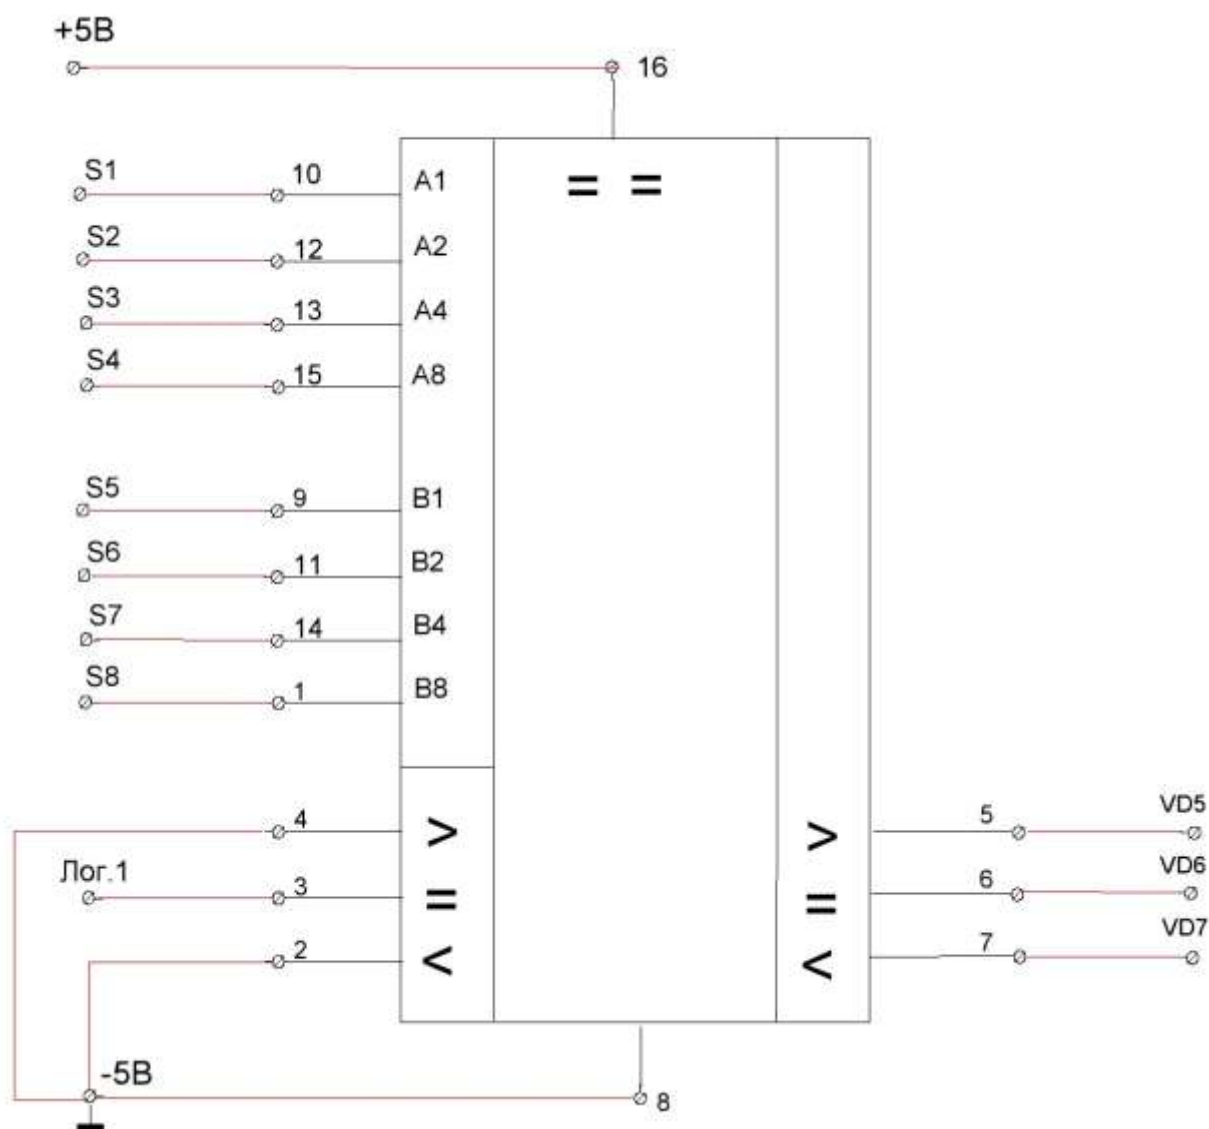 +5В
16
= =
S1 10 A1
S2 12 A2
S3 13 A4
S4 15 A8
S5 9 B1
S6 11 B2
S7 14 B4
S8 1 B8
4 > > 5 VD5
Лог.1 3 = = 6 VD6
2 < < 7 VD7
-5В
8